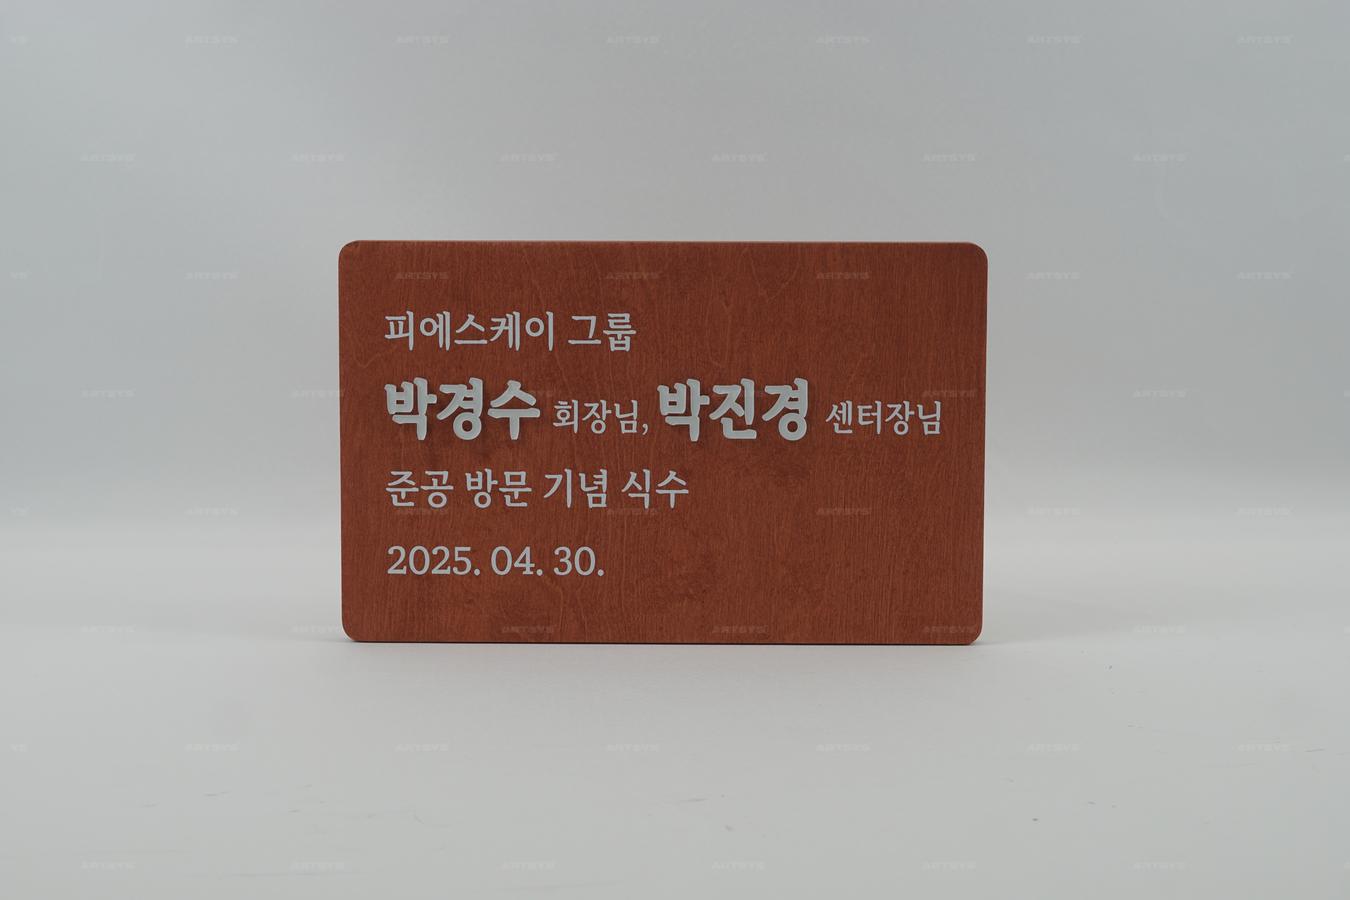 피에스케이 그룹
박경수 회장님, 박진경 센터장님
준공 방문 기념 식수
2025. 04. 30.
ARTSYS